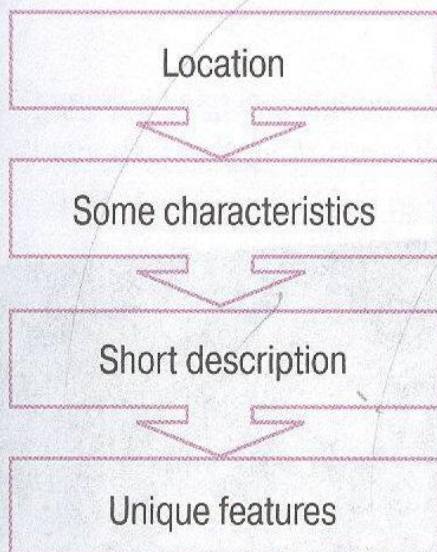 Location
Some characteristics
Short description
Unique features